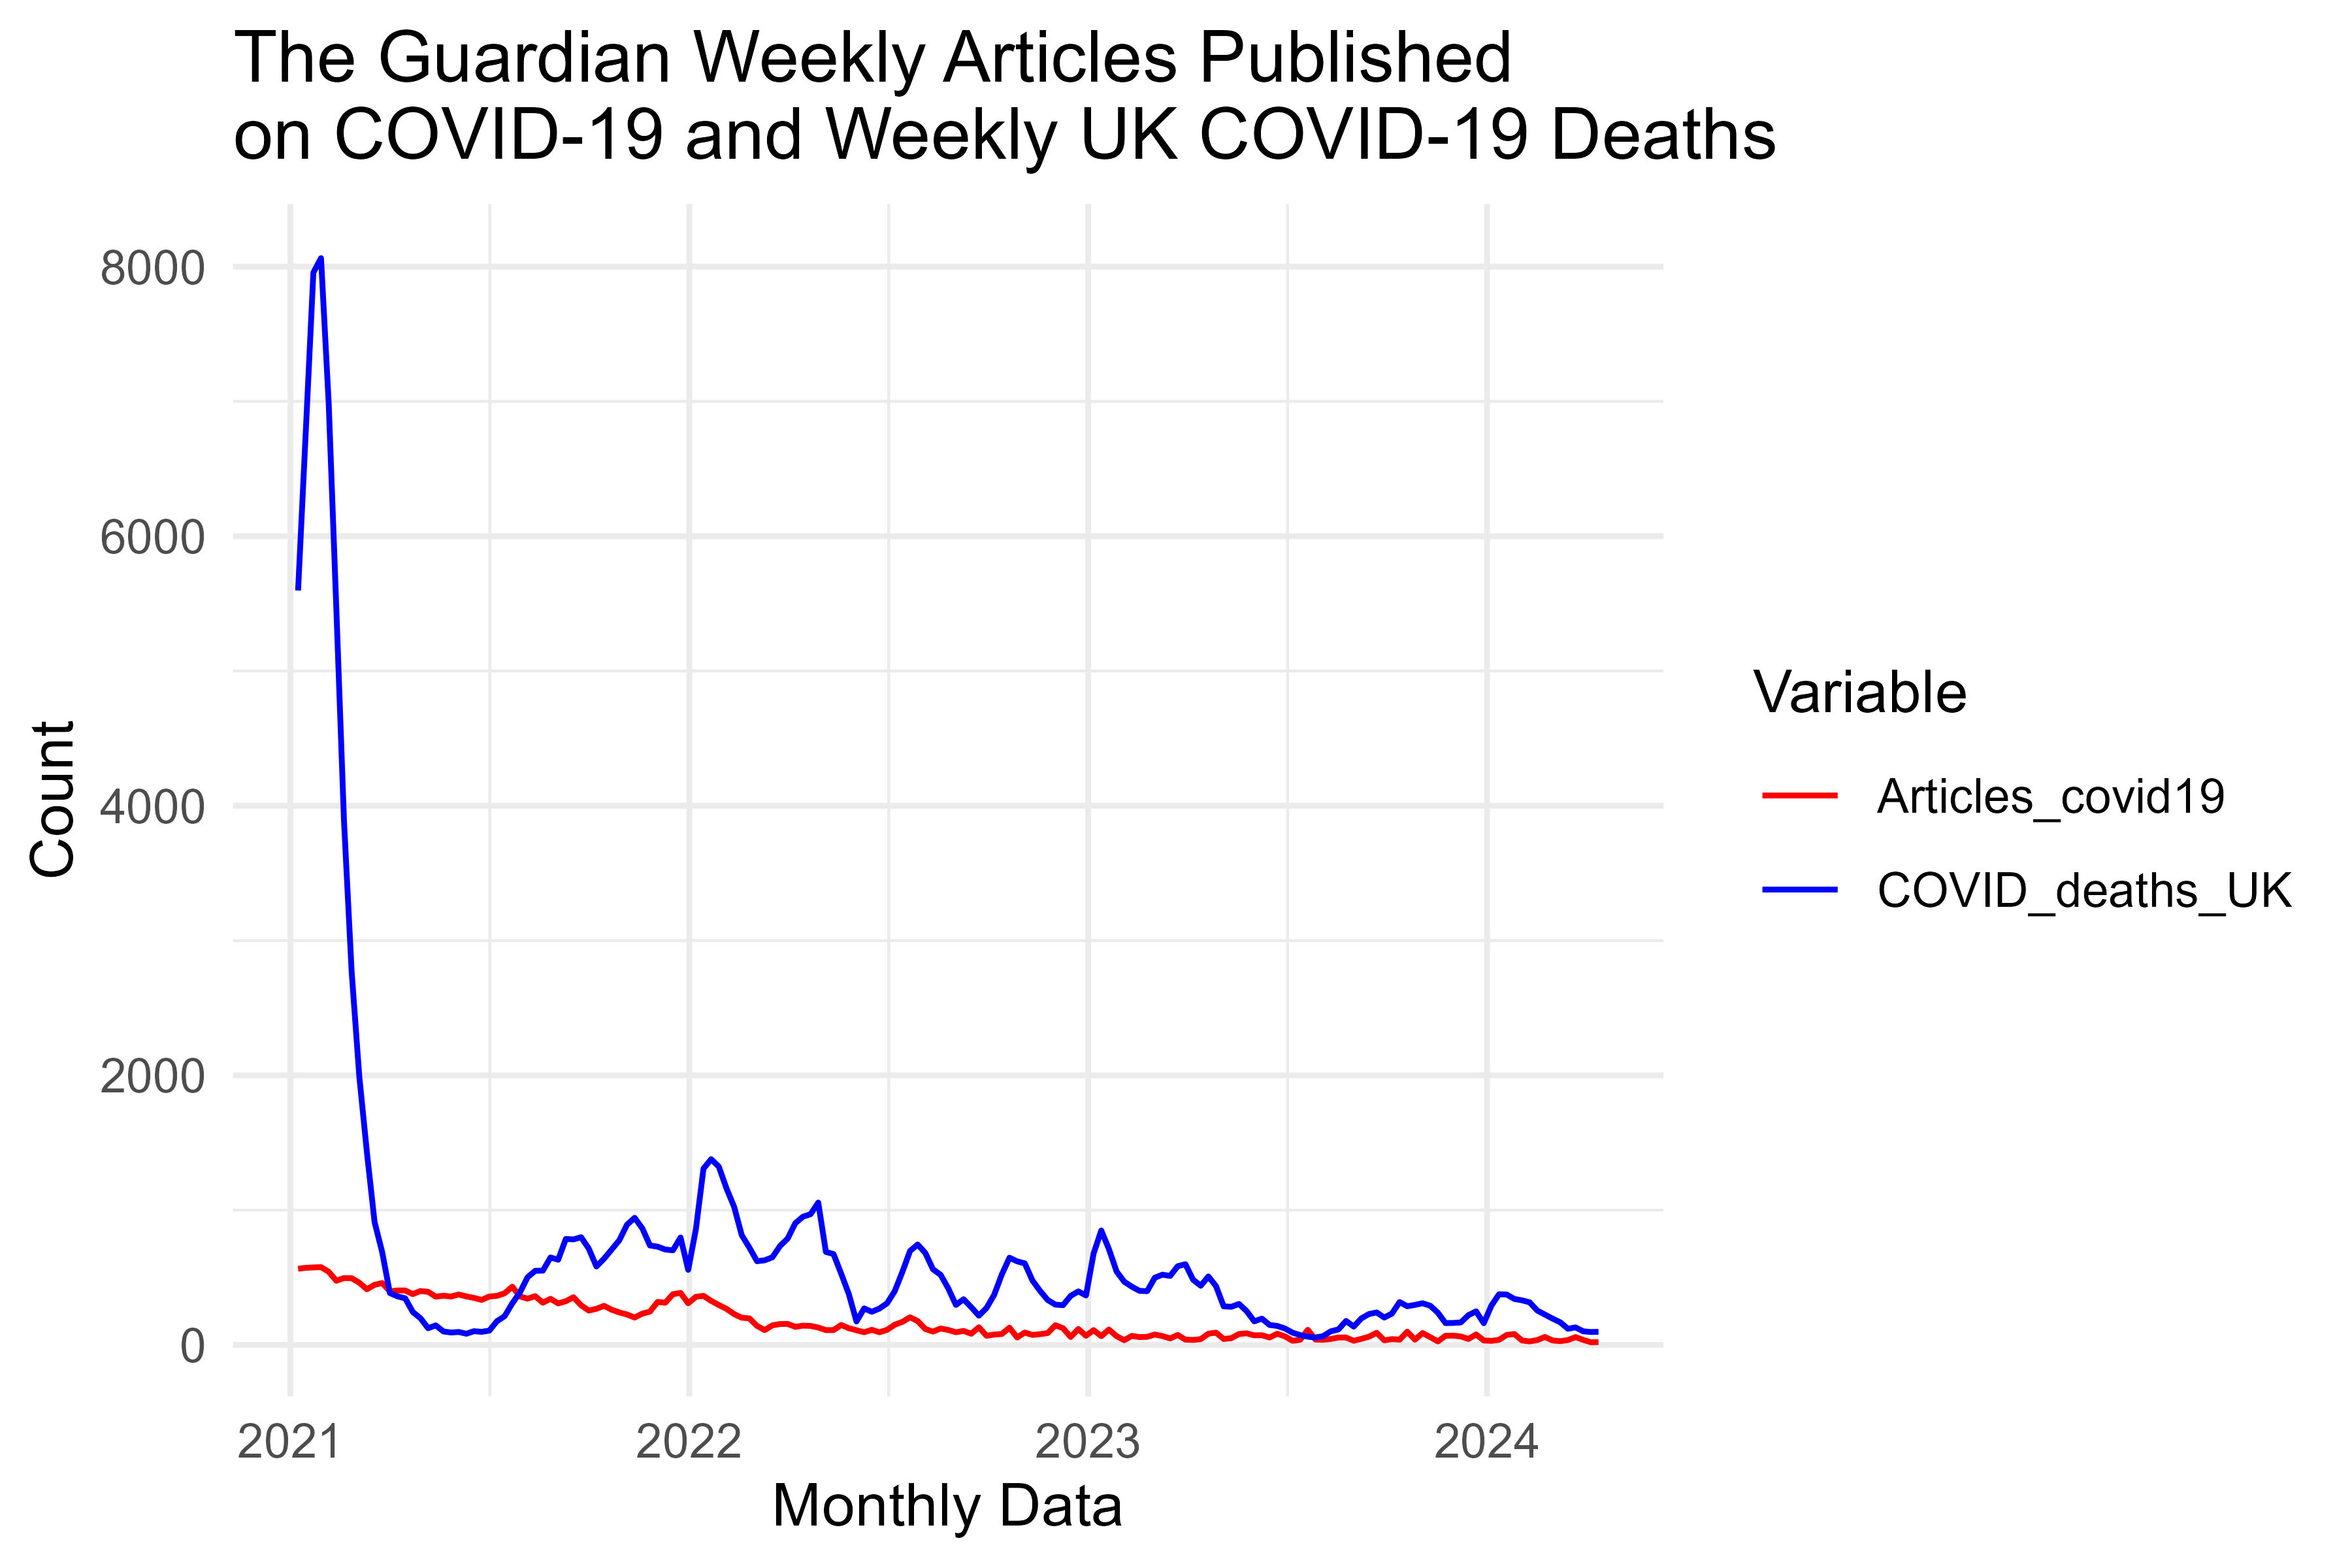 The Guardian Weekly Articles Published
on COVID-19 and Weekly UK COVID-19 Deaths
8000
6000
4000
2000
0
Count
2021
2022
2023
2024
Monthly Data
Variable
Articles_covid19
COVID_deaths_UK